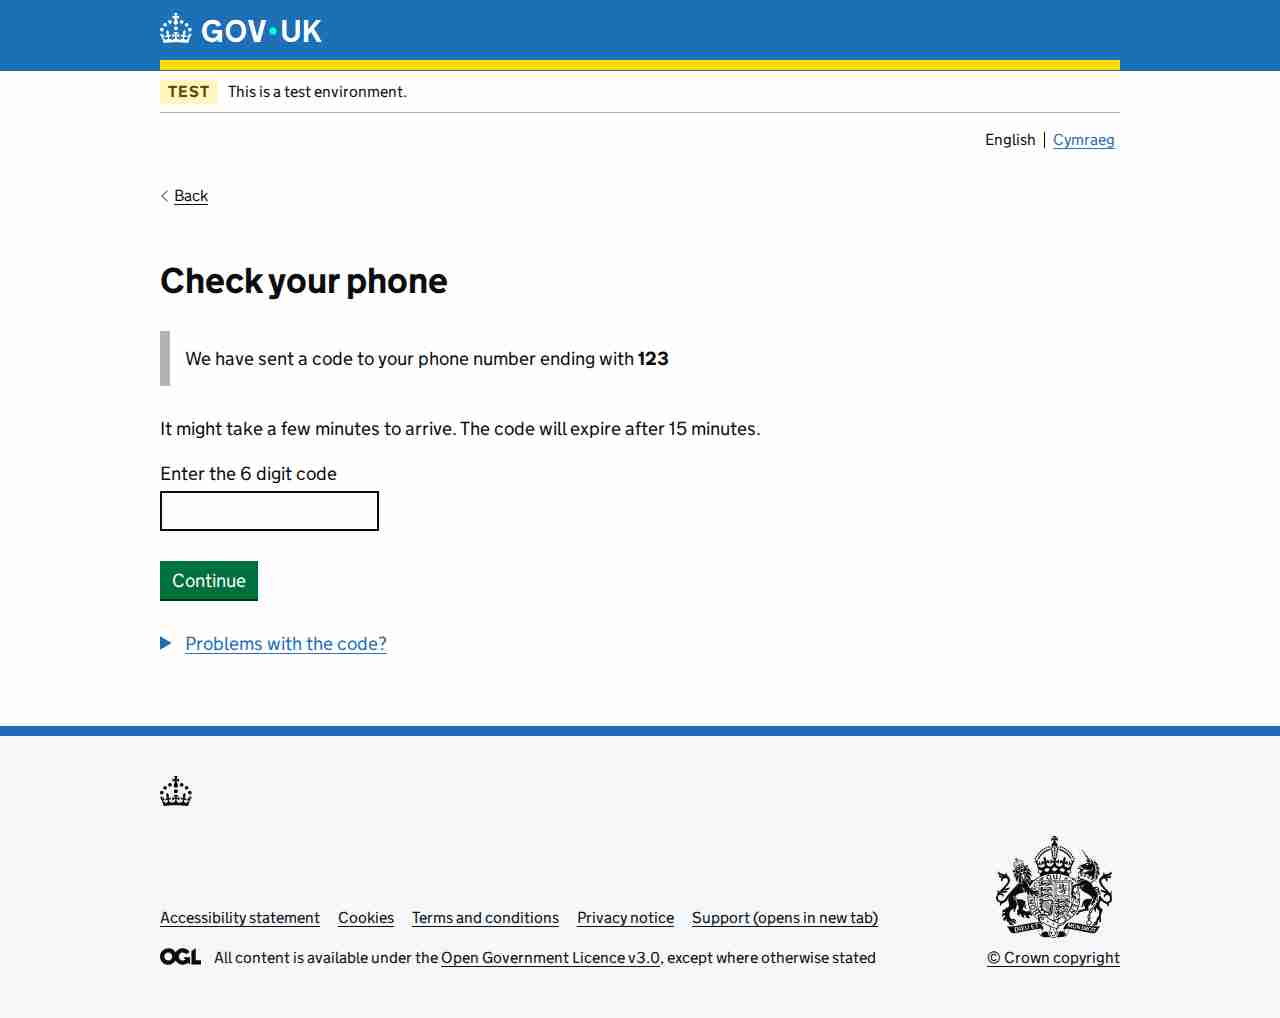 GOV·UK
TEST This is a test environment.
English Cymraeg
Back
Check your phone
We have sent a code to your phone number ending with 123
It might take a few minutes to arrive. The code will expire after 15 minutes.
Enter the 6 digit code
Continue
Problems with the code?
Accessibility statement Cookies Terms and conditions Privacy notice Support (opens in new tab)
OGL All content is available under the Open Government Licence v3.0, except where otherwise stated
© Crown copyright